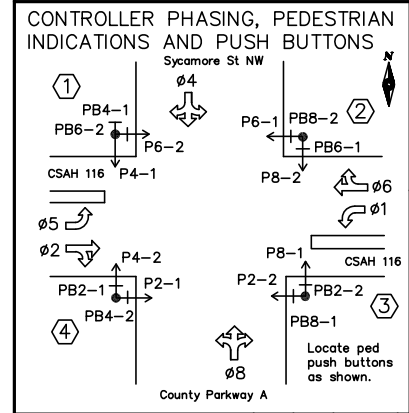 CONTROLLER PHASING, PEDESTRIAN
INDICATIONS AND PUSH BUTTONS
Sycamore St NW
N
1
PB4-1
ø4
PB6-2
P6-2
P4-1
P6-1
PB8-2
2
PB6-1
P8-2
CSAH 116
ø6
ø5
ø1
ø2
P4-2
P8-1
CSAH 116
PB2-1
P2-1
P2-2
PB2-2
3
4
PB4-2
PB8-1
ø8
Locate ped
push buttons
as shown.
County Parkway A